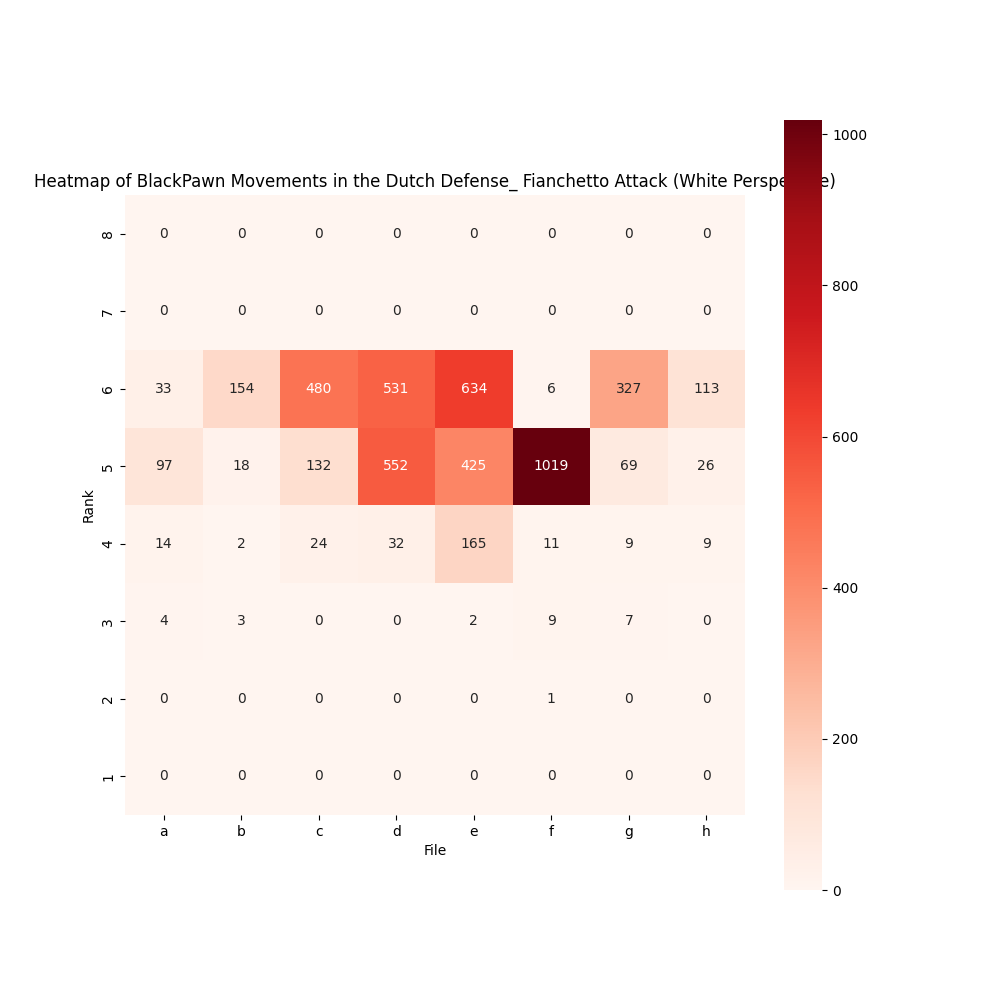 Heatmap of BlackPawn Movements in the Dutch Defense_ Fianchetto Attack (White Perspe e)
1000
800
600
400
200
0
Rank
8 0 0 0 0 0 0 0 0
7 0 0 0 0 0 0 0 0
6 33 154 480 531 634 6 327 113
5 97 18 132 552 425 1019 69 26
4 14 2 24 32 165 11 9 9
3 4 3 0 0 2 9 7 0
2 0 0 0 0 0 1 0 0
1 0 0 0 0 0 0 0 0
a b c d e f g h
File